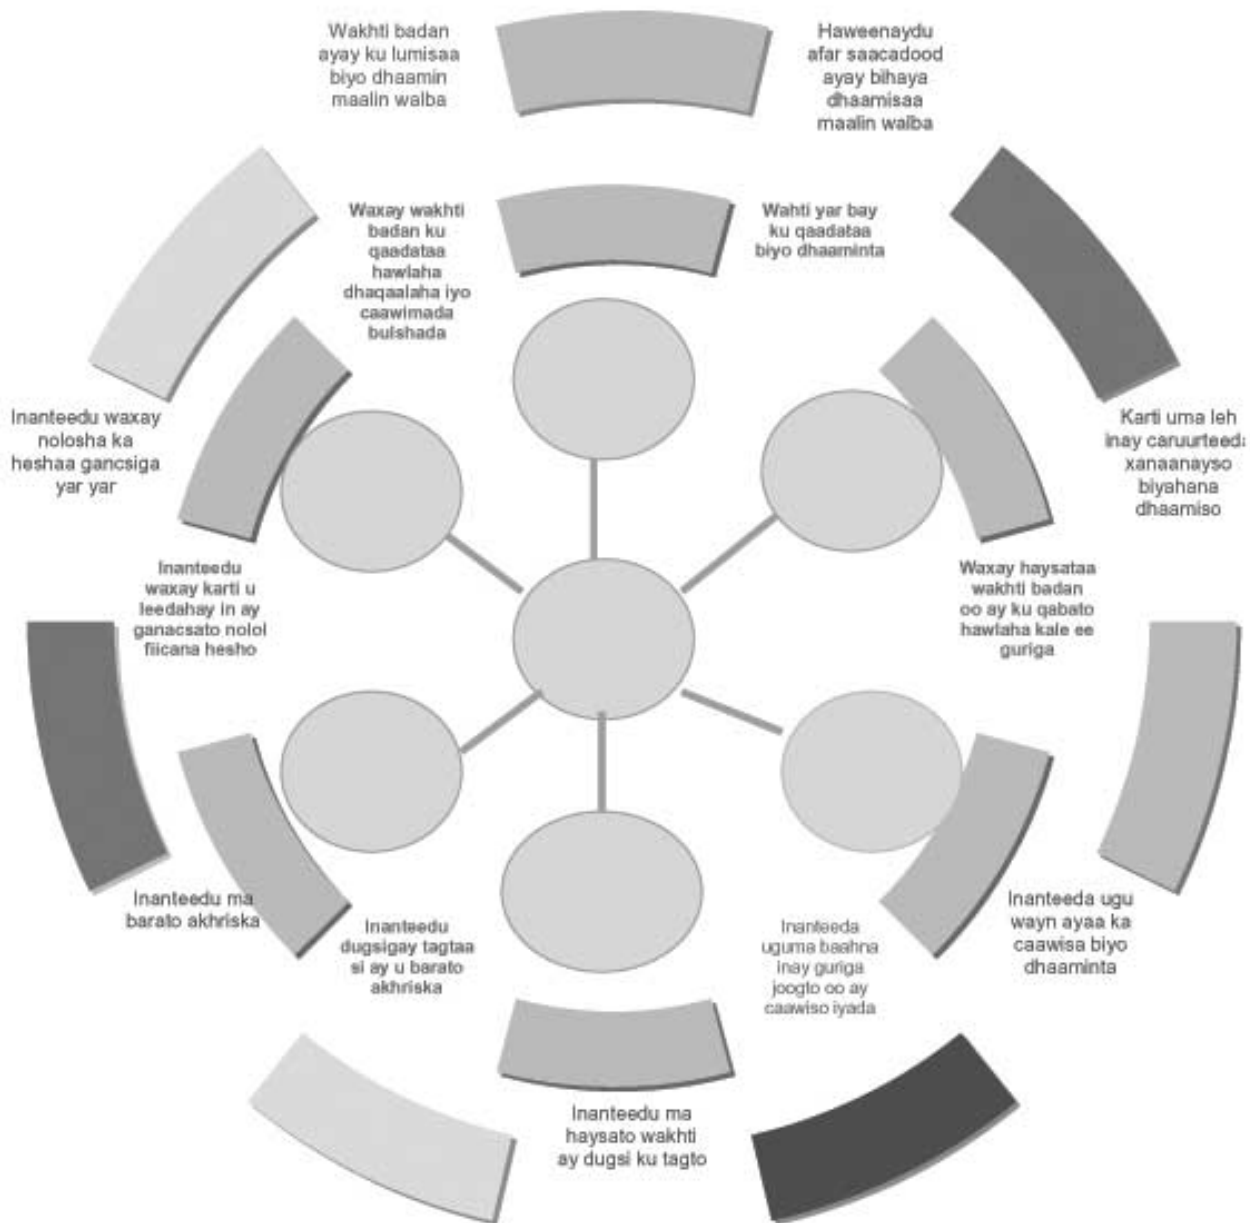 Wakhti badan
ayay ku lumisaa
biyo dhaamin
maalin walba
Haweenaydu
afar saacadood
ayay bihaya
dhaamisaa
maalin walba
Waxay wakhti
badan ku
qaadataa
hawlaha
dhaqaalaha iyo
caawimada
bulshada
Wahti yar bay
ku qaadataa
biyo dhaaminta
Inanteedu waxay
nolosha ka
heshaa gancsiga
yar yar
Karti uma leh
inay caruurteeda
xanaanayso
biyahana
dhaamiso
Inanteedu
waxay karti u
leedahay in ay
ganacsato nolol
fiicana hesho
Waxay haysataa
wakhti badan
oo ay ku qabato
hawlaha kale ee
guriga
Inanteedu ma
barato akhriska
Inanteedu
dugsigay tagtaa
si ay u barato
akhriska
Inanteeda
uguma baahna
inay guriga
joogto oo ay
caawiso iyada
Inanteeda ugu
wayn ayaa ka
caawisa biyo
dhaaminta
Inanteedu ma
haysato wakhti
ay dugsi ku tagto